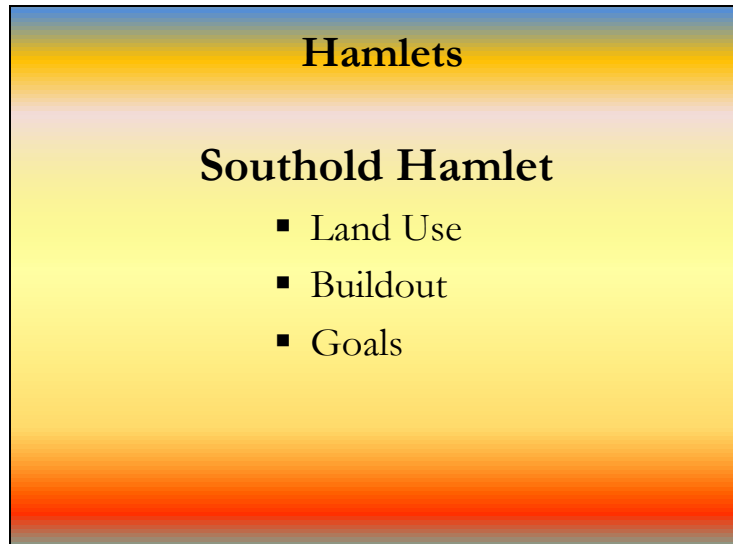 Hamlets
Southold Hamlet
▪ Land Use
▪ Buildout
▪ Goals